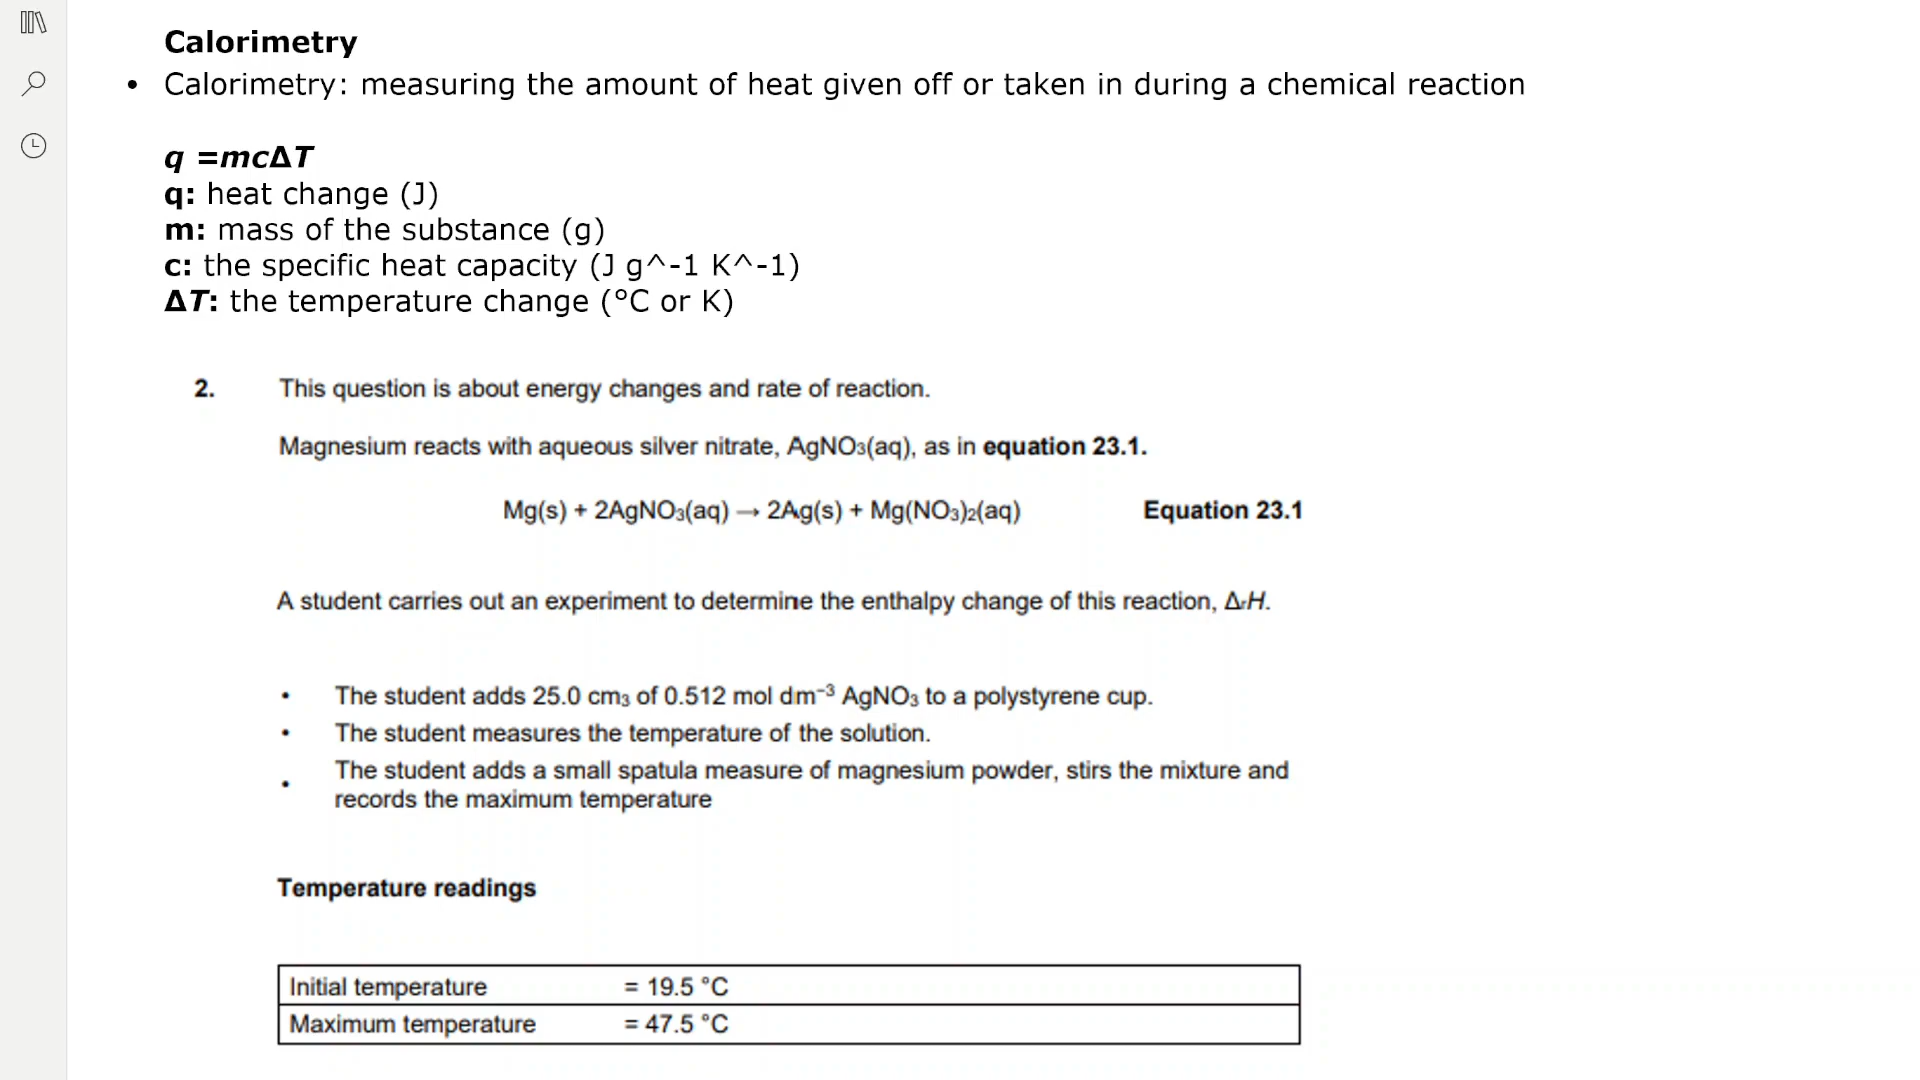 Calorimetry
• Calorimetry: measuring the amount of heat given off or taken in during a chemical reaction
q =mcΔT
q: heat change (J)
m: mass of the substance (g)
c: the specific heat capacity (J g^-1 K^-1)
ΔT: the temperature change (°C or K)
2. This question is about energy changes and rate of reaction.
Magnesium reacts with aqueous silver nitrate, AgNO₃(aq), as in equation 23.1.
Mg(s) + 2AgNO₃(aq) → 2Ag(s) + Mg(NO₃)₂(aq) Equation 23.1
A student carries out an experiment to determine the enthalpy change of this reaction, ΔᵣH.
• The student adds 25.0 cm₃ of 0.512 mol dm⁻³ AgNO₃ to a polystyrene cup.
• The student measures the temperature of the solution.
• The student adds a small spatula measure of magnesium powder, stirs the mixture and
records the maximum temperature
Temperature readings
Initial temperature = 19.5 °C
Maximum temperature = 47.5 °C